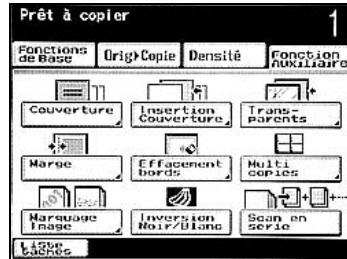 Prêt à copier 1
Fonctions de Base
Orig▸Copie
Densité
Fonction Auxiliaire
Couverture
Insertion Couverture
Trans-
parents
Marge
Effacement bords
Multi copies
Marquage Image
Inversion Noir/Blanc
Scan en serie
Liste tâches